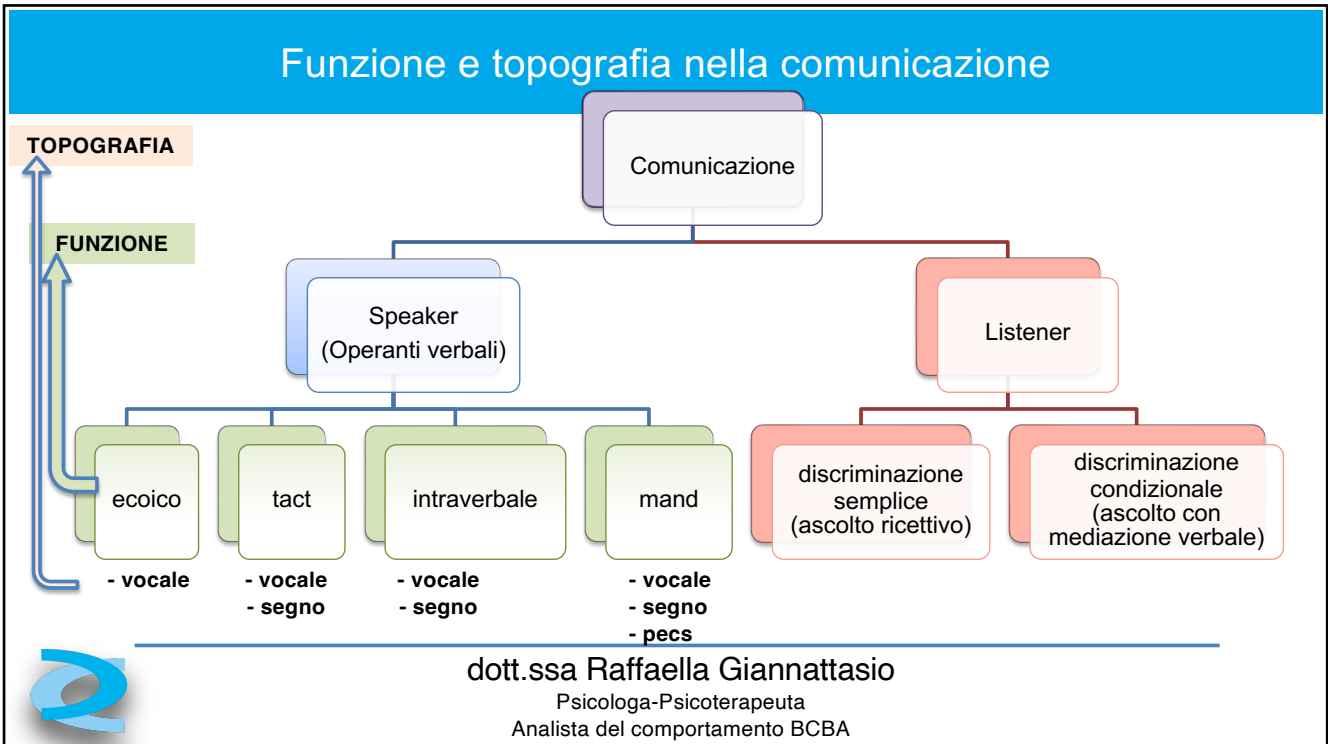 Funzione e topografia nella comunicazione
TOPOGRAFIA
Comunicazione
FUNZIONE
Speaker
(Operanti verbali)
Listener
ecoico
tact
intraverbale
mand
discriminazione
semplice
(ascolto ricettivo)
discriminazione
condizionale
(ascolto con
mediazione verbale)
- vocale
- vocale
- segno
- vocale
- segno
- vocale
- segno
- pecs
dott.ssa Raffaella Giannattasio
Psicologa-Psicoterapeuta
Analista del comportamento BCBA